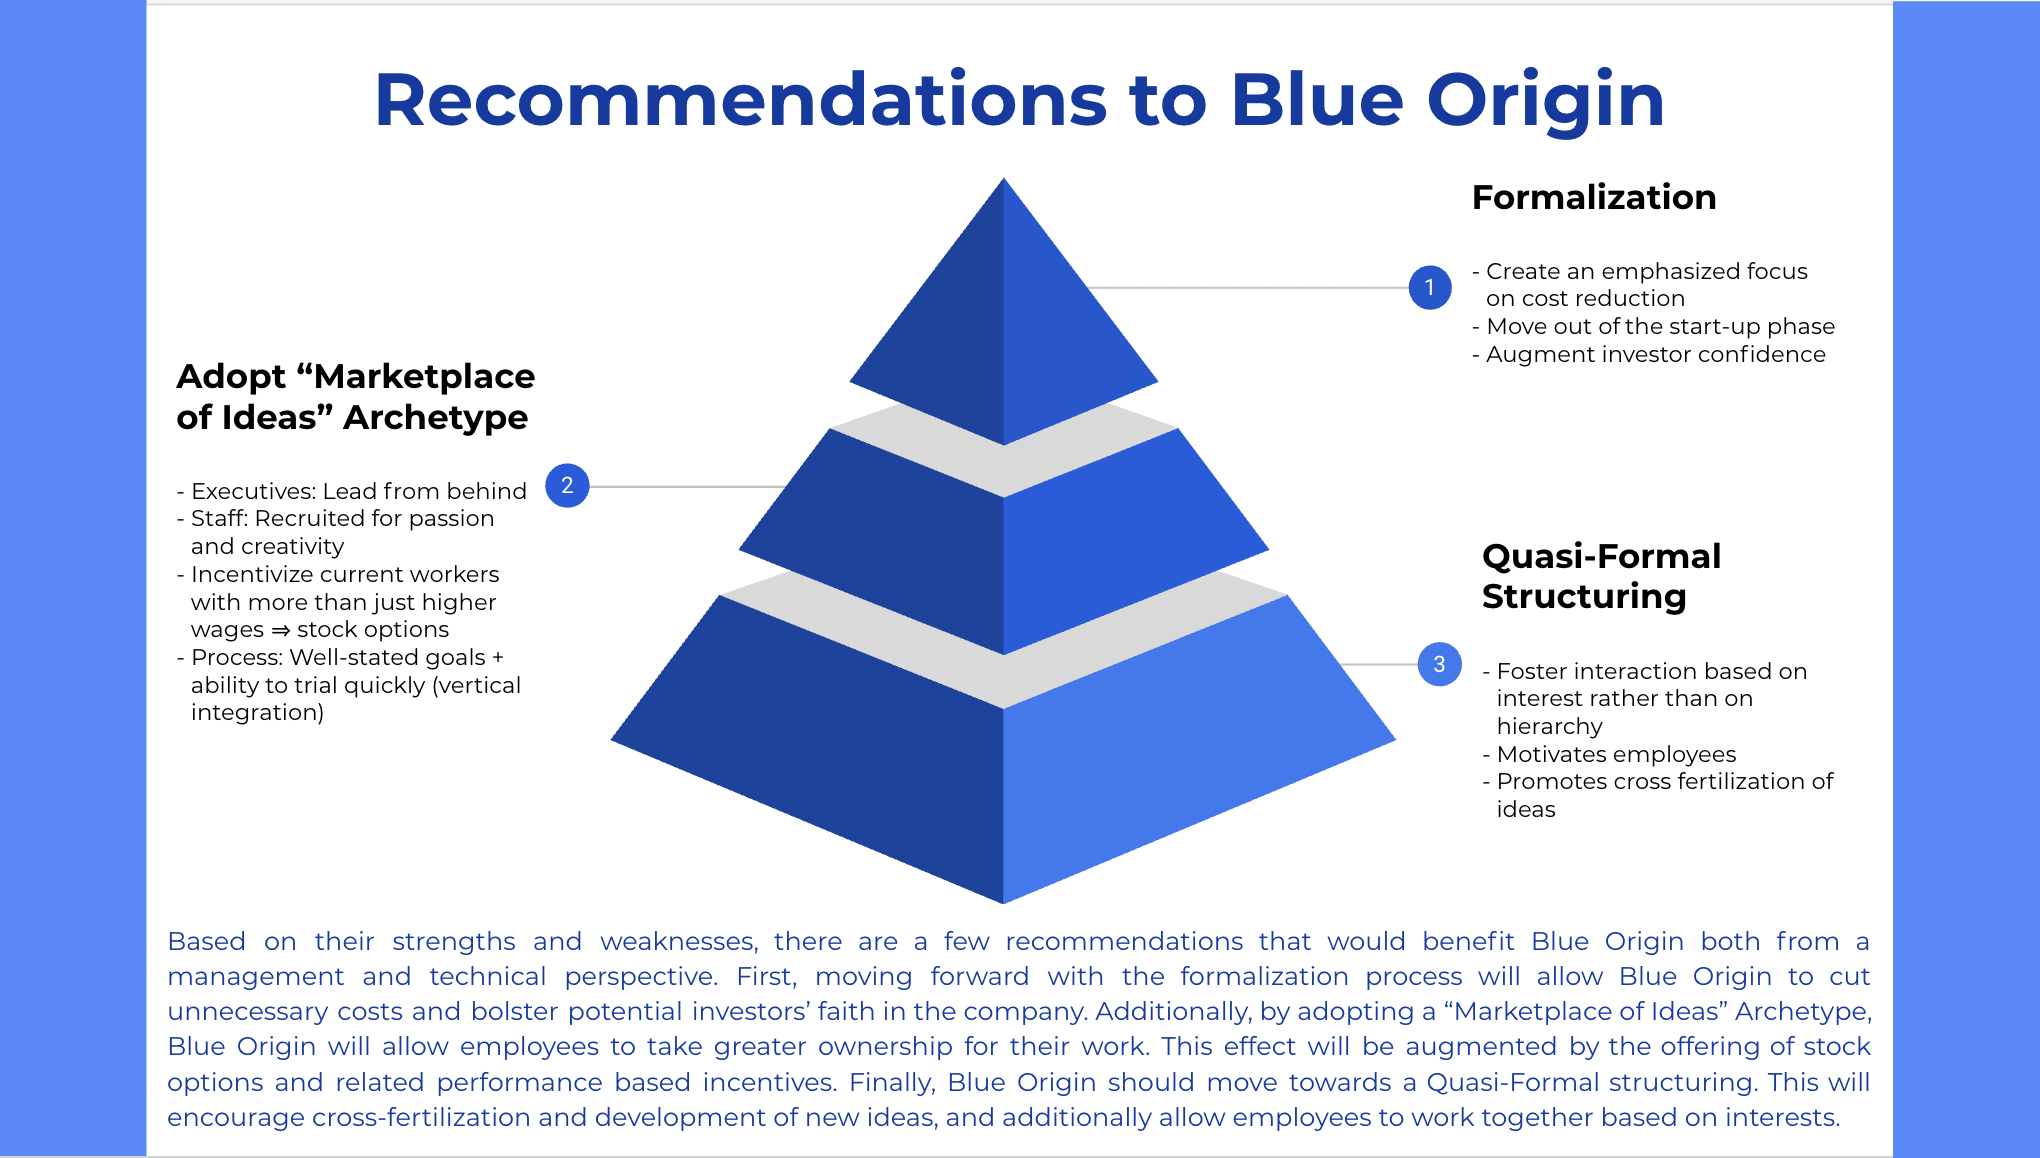 Recommendations to Blue Origin
Formalization
1
- Create an emphasized focus
on cost reduction
- Move out of the start-up phase
- Augment investor confidence
Adopt “Marketplace
of Ideas” Archetype
2
- Executives: Lead from behind
- Staff: Recruited for passion
and creativity
- Incentivize current workers
with more than just higher
wages ⇒ stock options
- Process: Well-stated goals +
ability to trial quickly (vertical
integration)
Quasi-Formal
Structuring
3
- Foster interaction based on
interest rather than on
hierarchy
- Motivates employees
- Promotes cross fertilization of
ideas
Based on their strengths and weaknesses, there are a few recommendations that would benefit Blue Origin both from a
management and technical perspective. First, moving forward with the formalization process will allow Blue Origin to cut
unnecessary costs and bolster potential investors’ faith in the company. Additionally, by adopting a “Marketplace of Ideas” Archetype,
Blue Origin will allow employees to take greater ownership for their work. This effect will be augmented by the offering of stock
options and related performance based incentives. Finally, Blue Origin should move towards a Quasi-Formal structuring. This will
encourage cross-fertilization and development of new ideas, and additionally allow employees to work together based on interests.